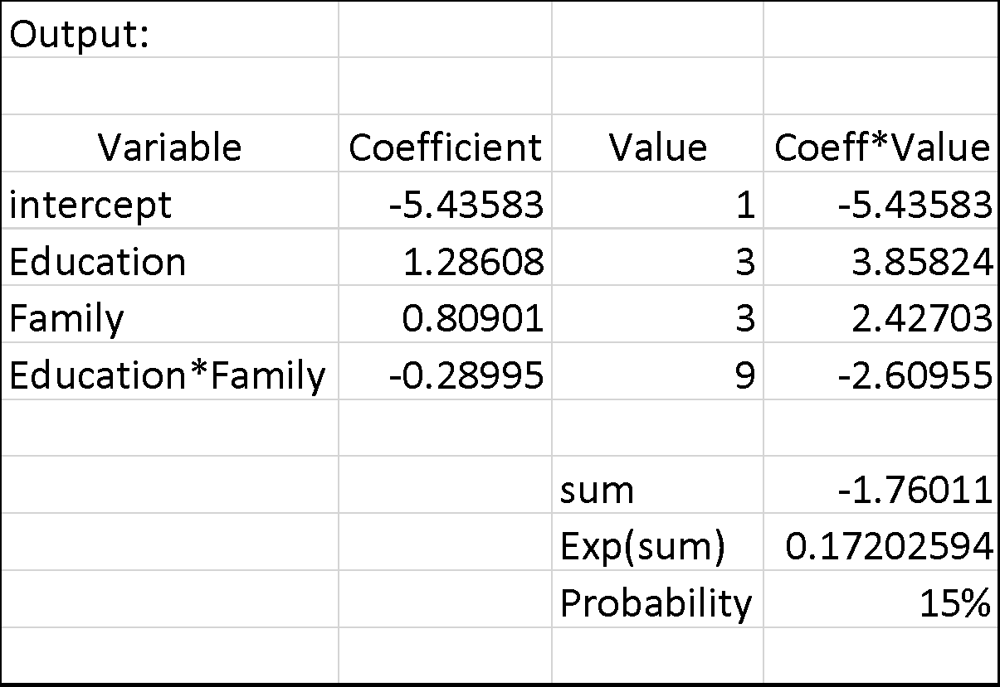 Output:
Variable Coefficient Value Coeff*Value
intercept -5.43583 1 -5.43583
Education 1.28608 3 3.85824
Family 0.80901 3 2.42703
Education*Family -0.28995 9 -2.60955
sum -1.76011
Exp(sum) 0.17202594
Probability 15%